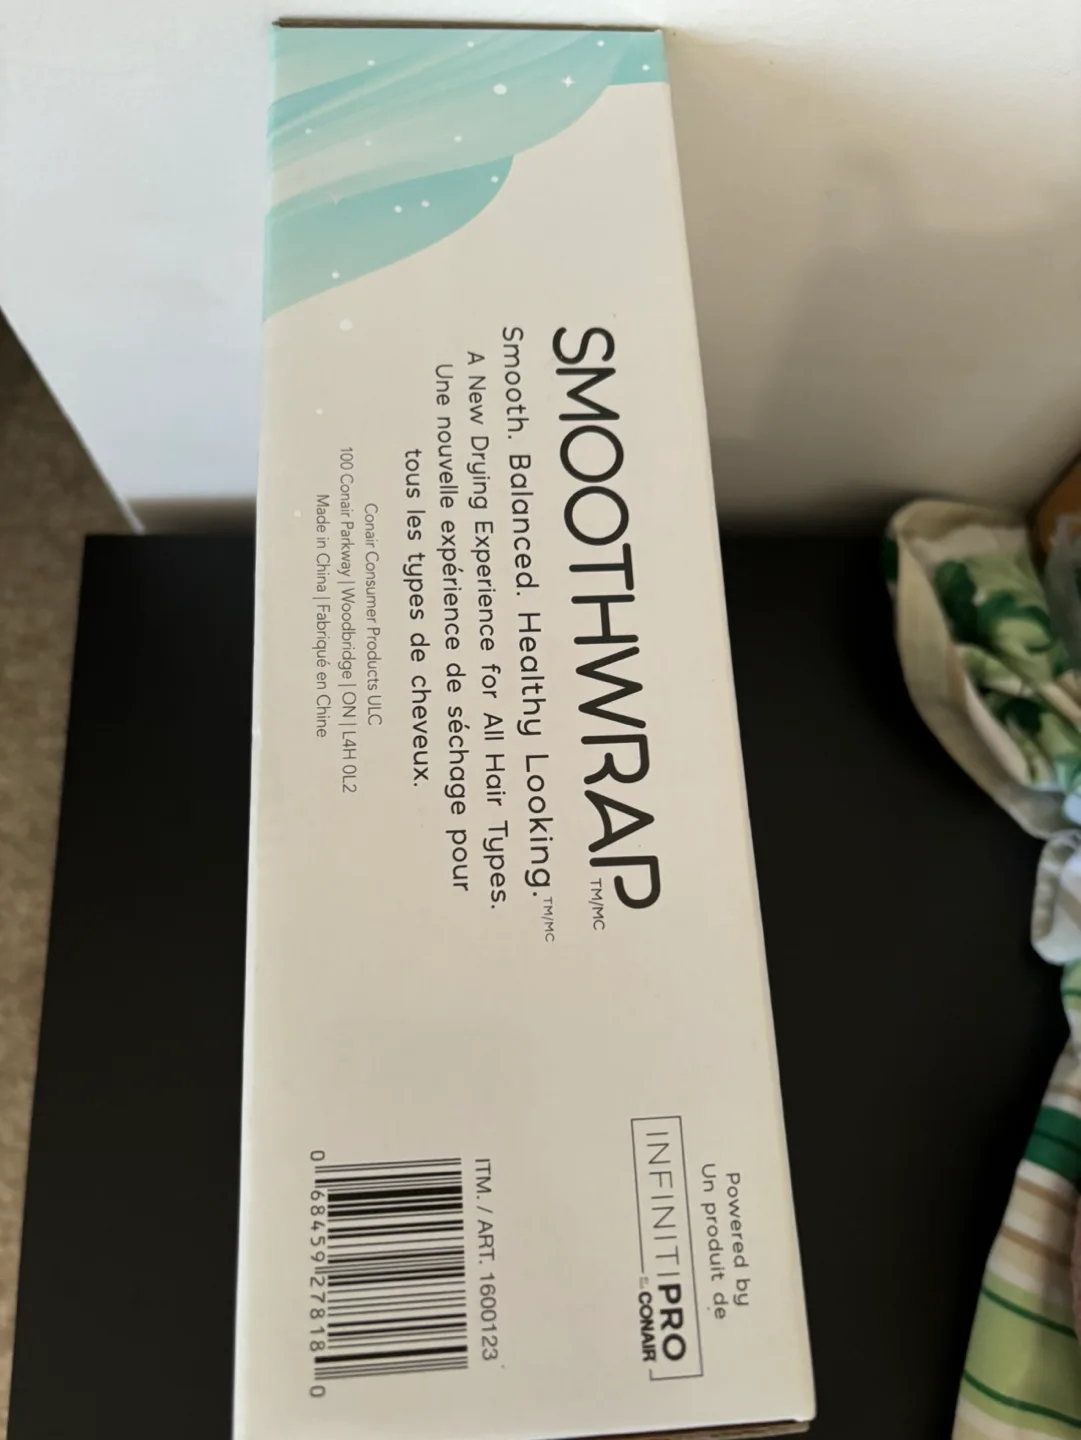 SMOOTHWRAP™/MC
Smooth. Balanced. Healthy Looking.™/MC
A New Drying Experience for All Hair Types.
Une nouvelle expérience de séchage pour
tous les types de cheveux.
Conair Consumer Products ULC
100 Conair Parkway | Woodbridge | ON | L4H 0L2
Made in China | Fabriqué en Chine
Powered by
Un produit de
INFINITIPRO
CONAIR
ITM. / ART. 1600123
0 68459 27818 0